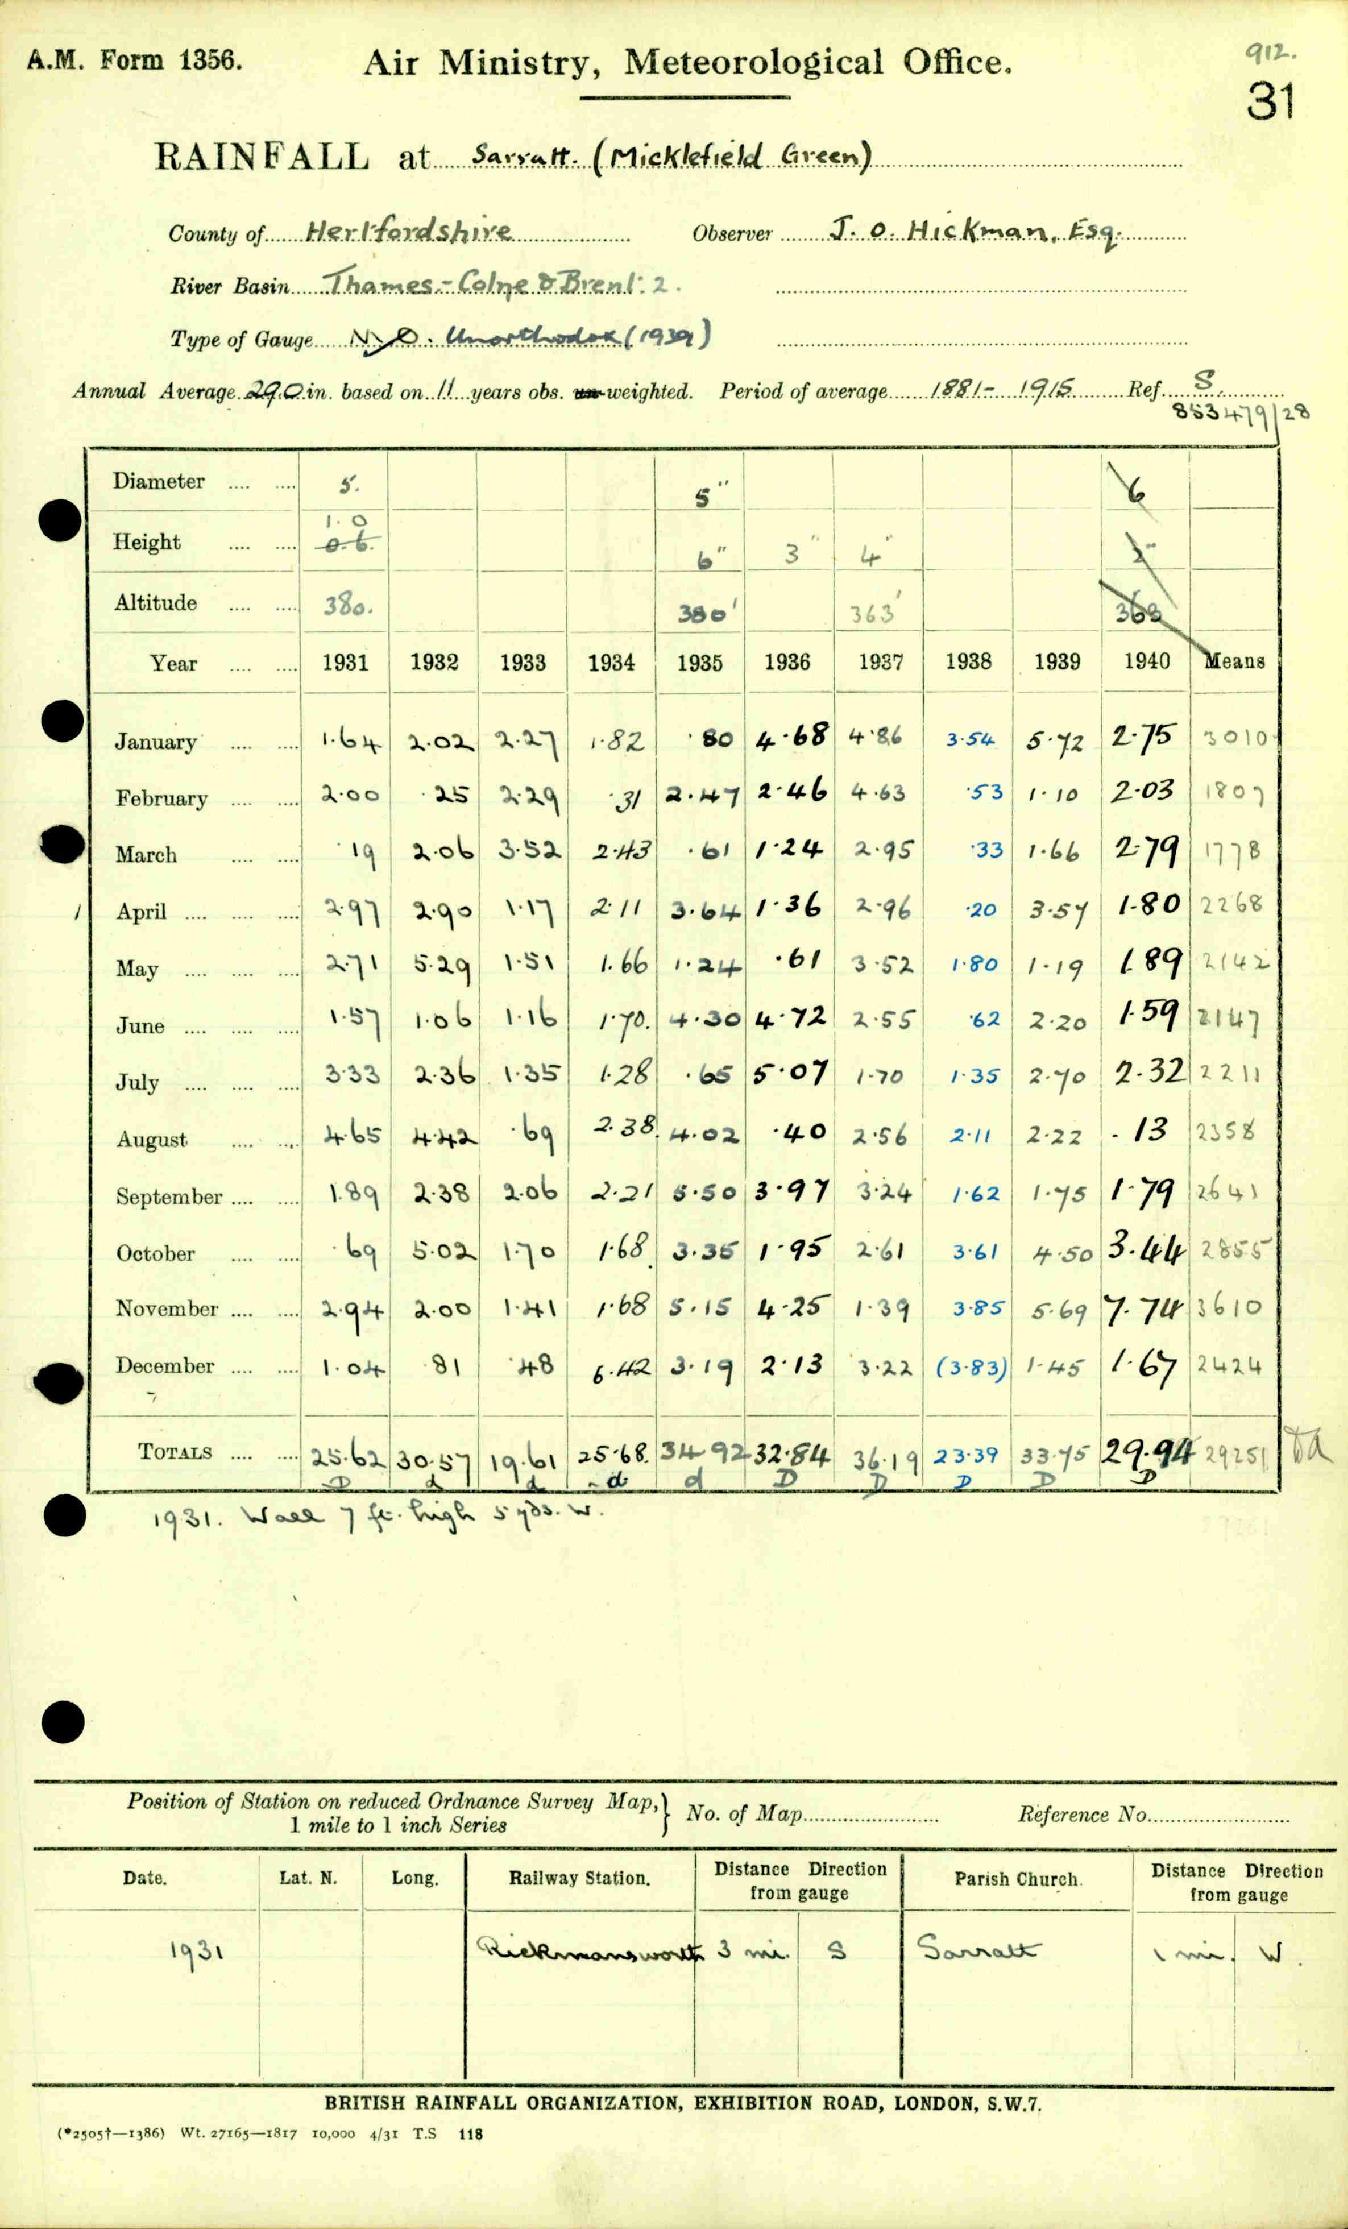 912.
A.M. Form 1356. Air Ministry, Meteorological Office.
31
RAINFALL at Sarratt. (Micklefield Green)
County of Hertfordshire Observer J. O. Hickman, Esq.
River Basin Thames - Colne & Brent: 2.
Type of Gauge Unorthodox (1939)
Annual Average 29.0 in. based on 11 years obs. un-weighted. Period of average 1881- 1915 Ref. S.
853479/28
Diameter 5. 5" 6
1.0
Height 0.6. 6" 3" 4" 3"
Altitude 380. 380' 363' 363
Year 1931 1932 1933 1934 1935 1936 1937 1938 1939 1940 Means
January 1.64 2.02 2.27 1.82 .80 4.68 4.86 3.54 5.72 2.75 3010
February 2.00 .25 2.29 .31 2.47 2.46 4.63 .53 1.10 2.03 1807
March .19 2.06 3.52 2.43 .61 1.24 2.95 .33 1.66 2.79 1778
/ April 2.97 2.90 1.17 2.11 3.64 1.36 2.96 .20 3.57 1.80 2268
May 2.71 5.29 1.51 1.66 1.24 .61 3.52 1.80 1.19 1.89 2142
June 1.57 1.06 1.16 1.70. 4.30 4.72 2.55 .62 2.20 1.59 2147
July 3.33 2.36 1.35 1.28 .65 5.07 1.70 1.35 2.70 2.32 2211
August 4.65 4.42 .69 2.38. 4.02 .40 2.56 2.11 2.22 .13 2358
September 1.89 2.38 2.06 2.21 5.50 3.97 3.24 1.62 1.75 1.79 2641
October .69 5.02 1.70 1.68 3.35 1.95 2.61 3.61 4.50 3.44 2855
November 2.94 2.00 1.41 1.68 5.15 4.25 1.39 3.85 5.69 7.74 3610
December 1.04 .81 .48 6.42 3.19 2.13 3.22 (3.83) 1.45 1.67 2424
TOTALS 25.62 30.57 19.61 25.68. 34.92 32.84 36.19 23.39 33.75 29.94 29251
D d d d d D D D D D
1931. Wall 7 ft. high 5 yds. W.
Position of Station on reduced Ordnance Survey Map, } No. of Map Reference No.
1 mile to 1 inch Series
Date. Lat. N. Long. Railway Station. Distance Direction from gauge Parish Church. Distance Direction from gauge
1931 Rickmansworth 3 mi. S Sarratt 1 mi. W.
BRITISH RAINFALL ORGANIZATION, EXHIBITION ROAD, LONDON, S.W.7.
(*2505†—1386) Wt. 27165—1817 10,000 4/31 T.S 118